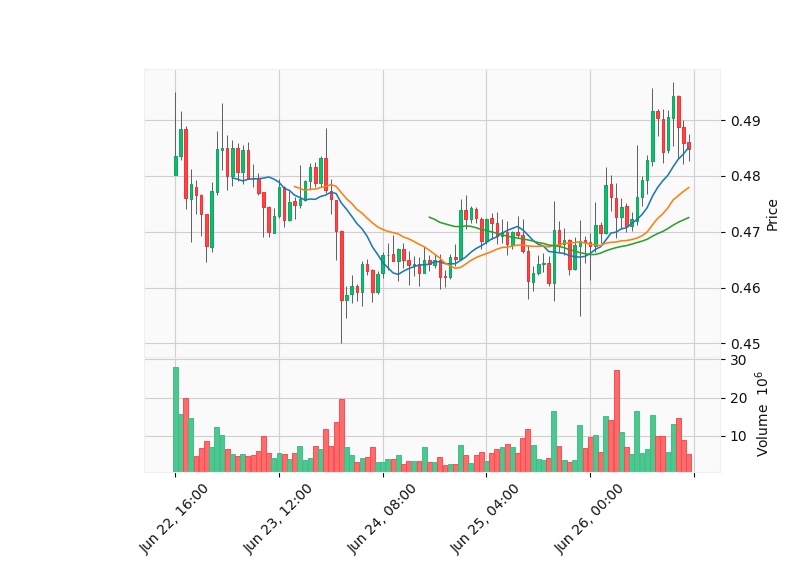 0.49
0.48
0.47
0.46
0.45
Price
30
20
10
Volume 10^6
Jun 22, 16:00
Jun 23, 12:00
Jun 24, 08:00
Jun 25, 04:00
Jun 26, 00:00